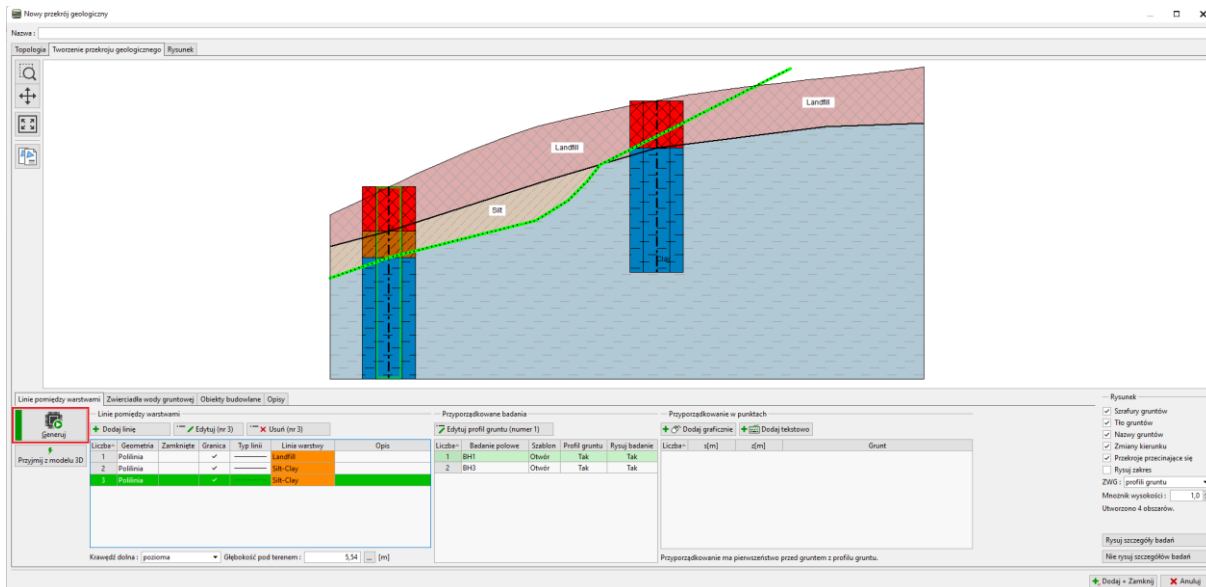 Nowy przekrój geologiczny
Nazwa :
Topologia Tworzenie przekroju geologicznego Rysunek
Landfill
Landfill
Silt
Clay
Linie pomiędzy warstwami Zwierciadła wody gruntowej Obiekty budowlane Opisy
Generuj
Przyjmij z modelu 3D
Linie pomiędzy warstwami
Dodaj linię Edytuj (nr 3) Usuń (nr 3)
Liczba Geometria Zamknięte Granica Typ linii Linia warstwy Opis
1 Polilinia Landfill
2 Polilinia Silt-Clay
3 Polilinia Silt-Clay
Krawędź dolna : pozioma Głębokość pod terenem : 5,54 ... [m]
Przyporządkowane badania
Edytuj profil gruntu (numer 1)
Liczba Badanie polowe Szablon Profil gruntu Rysuj badanie
1 BH1 Otwór Tak Tak
2 BH3 Otwór Tak Tak
Przyporządkowanie w punktach
Dodaj graficznie Dodaj tekstowo
Liczba s[m] z[m] Grunt
Przyporządkowanie ma pierwszeństwo przed gruntem z profilu gruntu.
Rysunek
Szrafury gruntów
Tło gruntów
Nazwy gruntów
Zmiany kierunku
Przekroje przecinające się
Rysuj zakres
ZWG : profili gruntu
Mnożnik wysokości : 1,0
Utworzono 4 obszarów.
Rysuj szczegóły badań
Nie rysuj szczegółów badań
Dodaj + Zamknij Anuluj